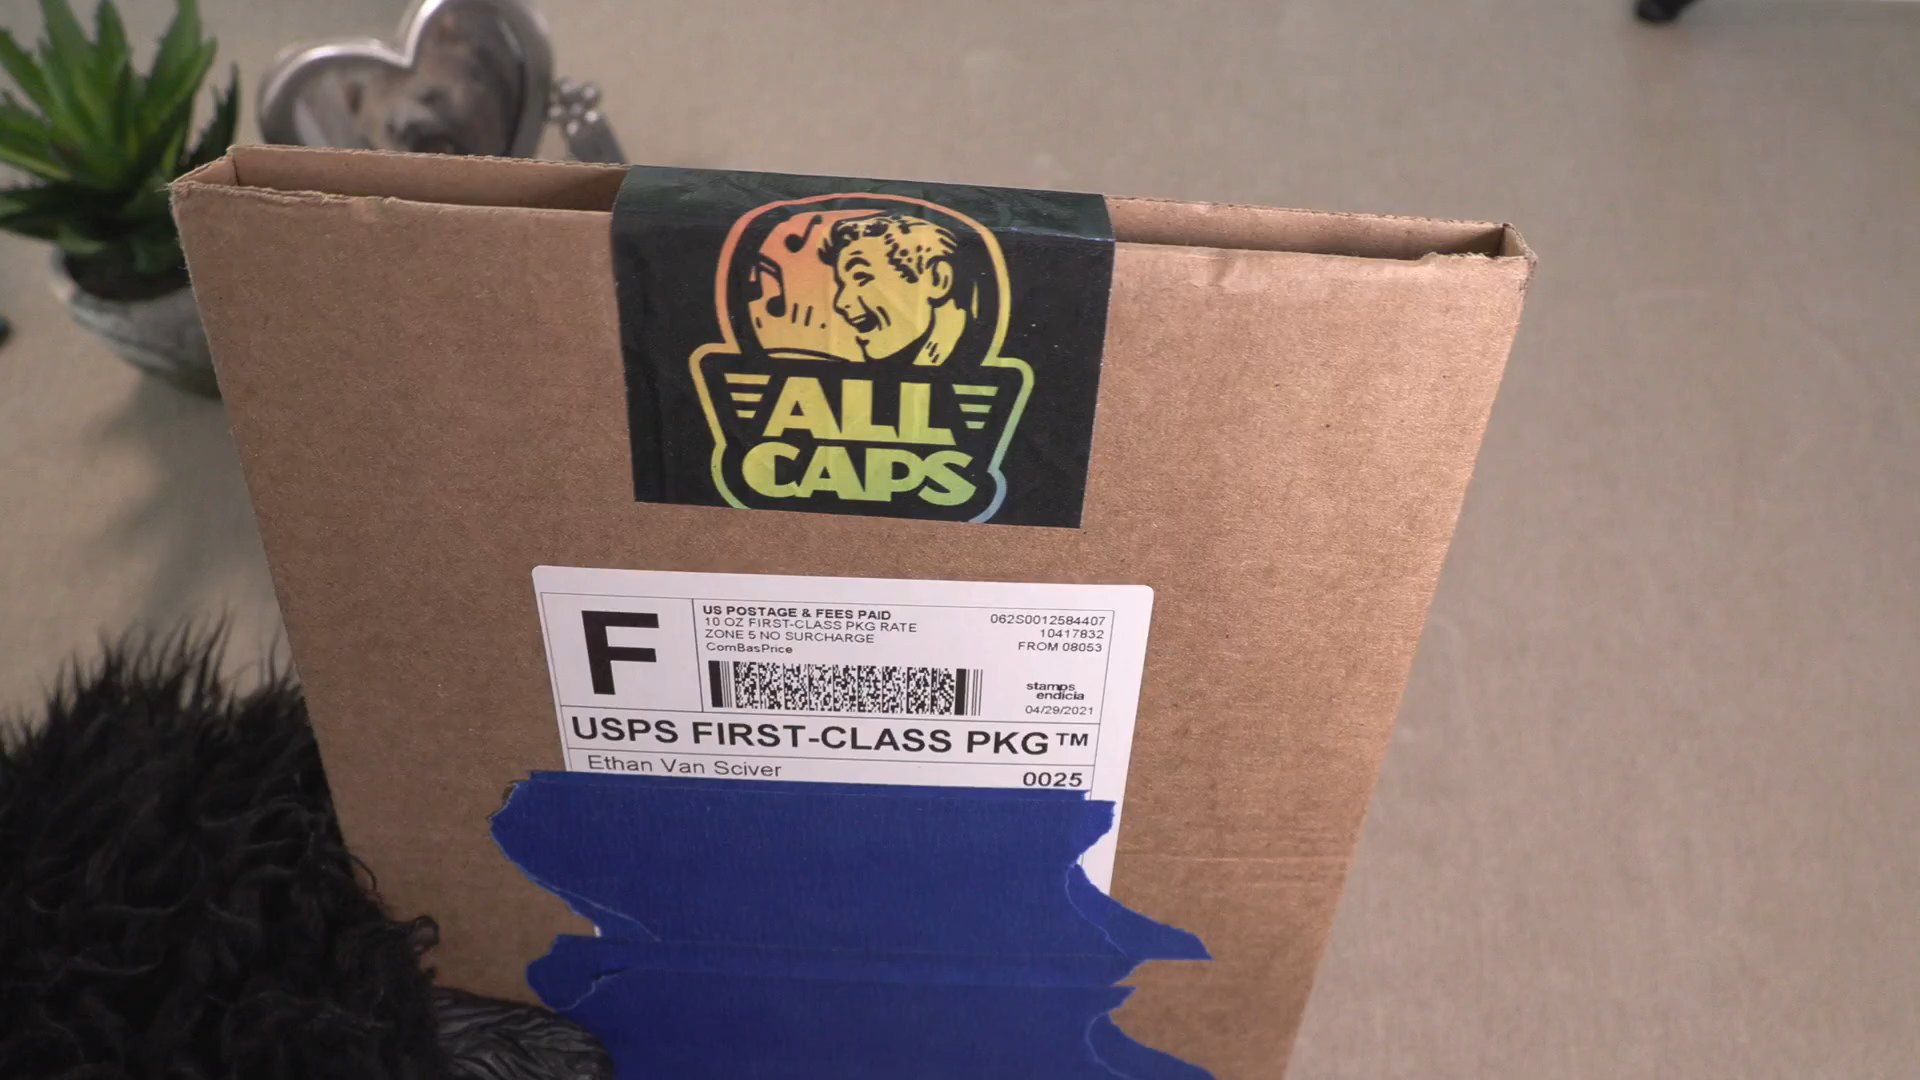 ALL
CAPS
F
US POSTAGE & FEES PAID
10 OZ FIRST-CLASS PKG RATE
ZONE 5 NO SURCHARGE
ComBasPrice
062S0012584407
10417832
FROM 08053
stamps
endicia
04/29/2021
USPS FIRST-CLASS PKG™
Ethan Van Sciver
0025